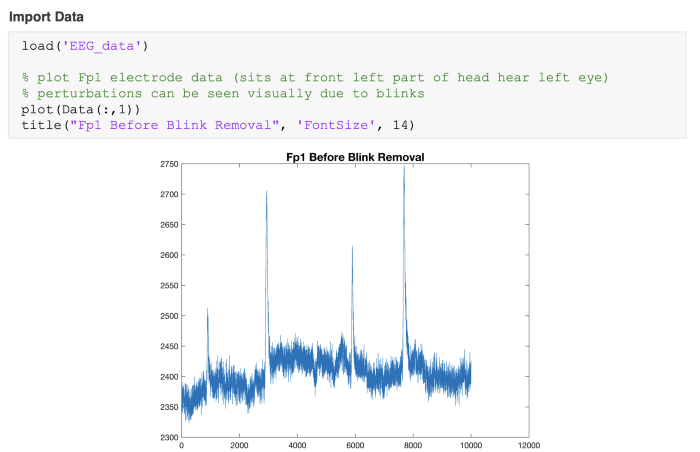 Import Data
load('EEG_data')
% plot Fp1 electrode data (sits at front left part of head hear left eye)
% perturbations can be seen visually due to blinks
plot(Data(:,1))
title("Fp1 Before Blink Removal", 'FontSize', 14)
Fp1 Before Blink Removal
2750
2700
2650
2600
2550
2500
2450
2400
2350
2300
0 2000 4000 6000 8000 10000 12000